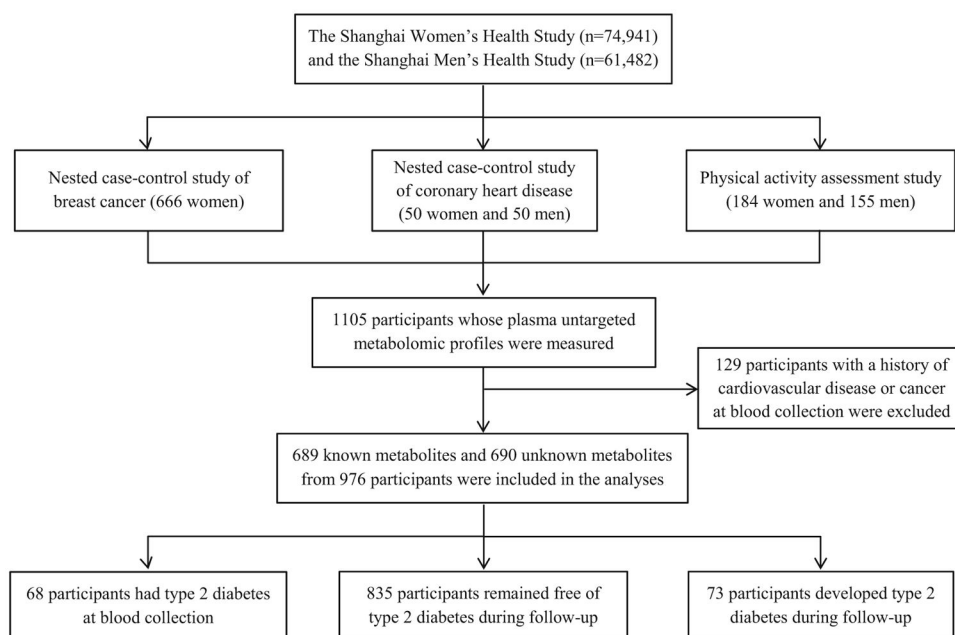 The Shanghai Women's Health Study (n=74,941)
and the Shanghai Men's Health Study (n=61,482)
Nested case-control study of
breast cancer (666 women)
Nested case-control study
of coronary heart disease
(50 women and 50 men)
Physical activity assessment study
(184 women and 155 men)
1105 participants whose plasma untargeted
metabolomic profiles were measured
129 participants with a history of
cardiovascular disease or cancer
at blood collection were excluded
689 known metabolites and 690 unknown metabolites
from 976 participants were included in the analyses
68 participants had type 2 diabetes
at blood collection
835 participants remained free of
type 2 diabetes during follow-up
73 participants developed type 2
diabetes during follow-up